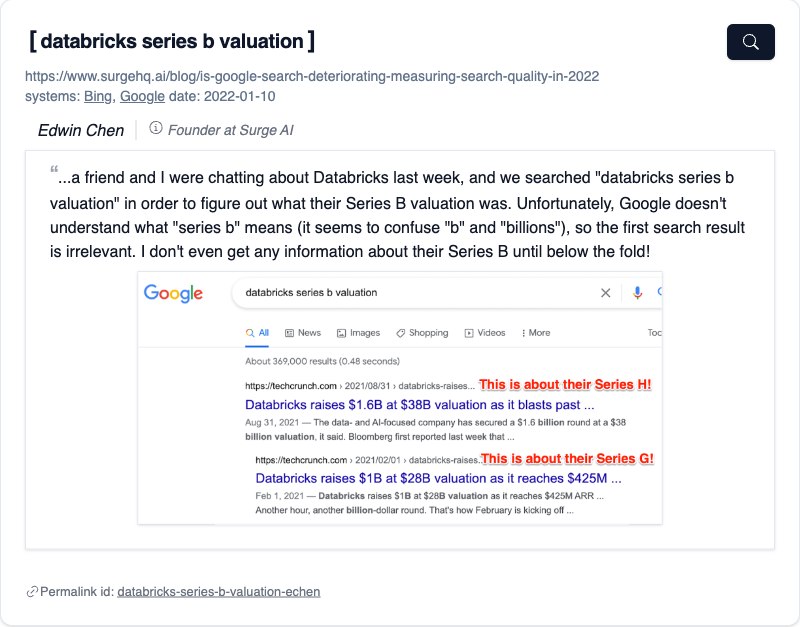 [ databricks series b valuation ]
https://www.surgehq.ai/blog/is-google-search-deteriorating-measuring-search-quality-in-2022
systems: Bing, Google date: 2022-01-10
Edwin Chen
Founder at Surge AI
“...a friend and I were chatting about Databricks last week, and we searched "databricks series b
valuation" in order to figure out what their Series B valuation was. Unfortunately, Google doesn't
understand what "series b" means (it seems to confuse "b" and "billions"), so the first search result
is irrelevant. I don't even get any information about their Series B until below the fold!
Google
databricks series b valuation
All News Images Shopping Videos More Too
About 369,000 results (0.48 seconds)
https://techcrunch.com › 2021/08/31 › databricks-raises... This is about their Series H!
Databricks raises $1.6B at $38B valuation as it blasts past ...
Aug 31, 2021 — The data- and AI-focused company has secured a $1.6 billion round at a $38
billion valuation, it said. Bloomberg first reported last week that ...
https://techcrunch.com › 2021/02/01 › databricks-raises.. This is about their Series G!
Databricks raises $1B at $28B valuation as it reaches $425M ...
Feb 1, 2021 — Databricks raises $1B at $28B valuation as it reaches $425M ARR ...
Another hour, another billion-dollar round. That's how February is kicking off ...
Permalink id: databricks-series-b-valuation-echen